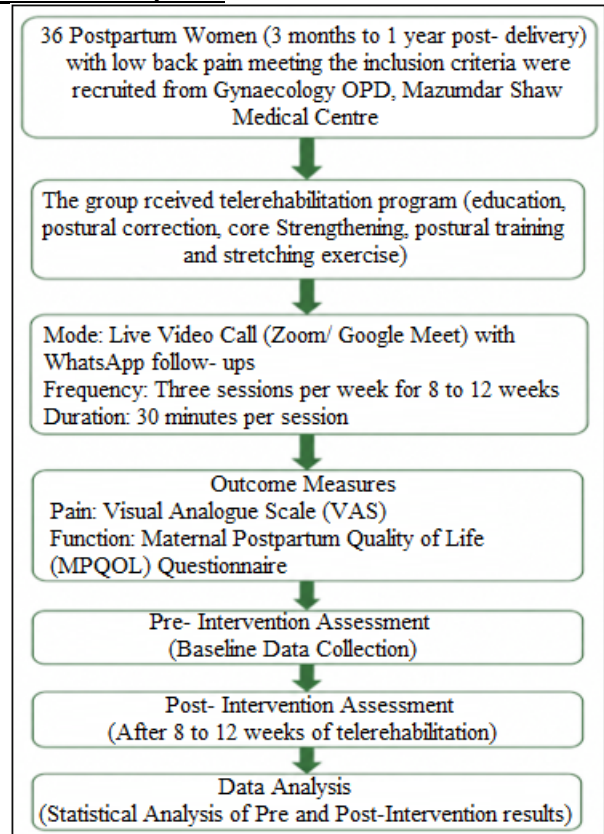 36 Postpartum Women (3 months to 1 year post- delivery)
with low back pain meeting the inclusion criteria were
recruited from Gynaecology OPD, Mazumdar Shaw
Medical Centre
The group rceived telerehabilitation program (education,
postural correction, core Strengthening, postural training
and stretching exercise)
Mode: Live Video Call (Zoom/ Google Meet) with
WhatsApp follow- ups
Frequency: Three sessions per week for 8 to 12 weeks
Duration: 30 minutes per session
Outcome Measures
Pain: Visual Analogue Scale (VAS)
Function: Maternal Postpartum Quality of Life
(MPQOL) Questionnaire
Pre- Intervention Assessment
(Baseline Data Collection)
Post- Intervention Assessment
(After 8 to 12 weeks of telerehabilitation)
Data Analysis
(Statistical Analysis of Pre and Post-Intervention results)